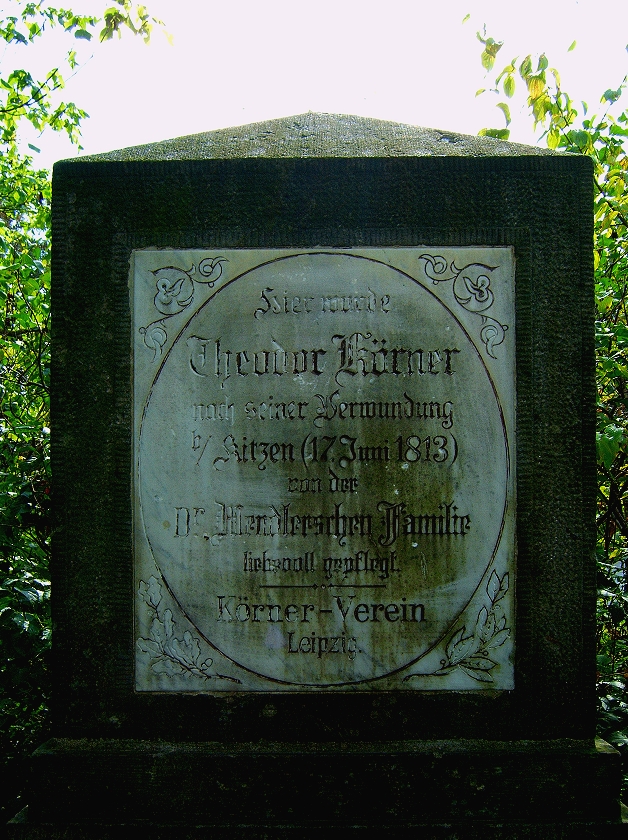 Hier wurde
Theodor Körner
nach seiner Verwundung
b/ Kitzen (17. Juni 1813)
von der
Dr. Wendlerschen Familie
liebevoll gepflegt.
Körner-Verein
Leipzig.